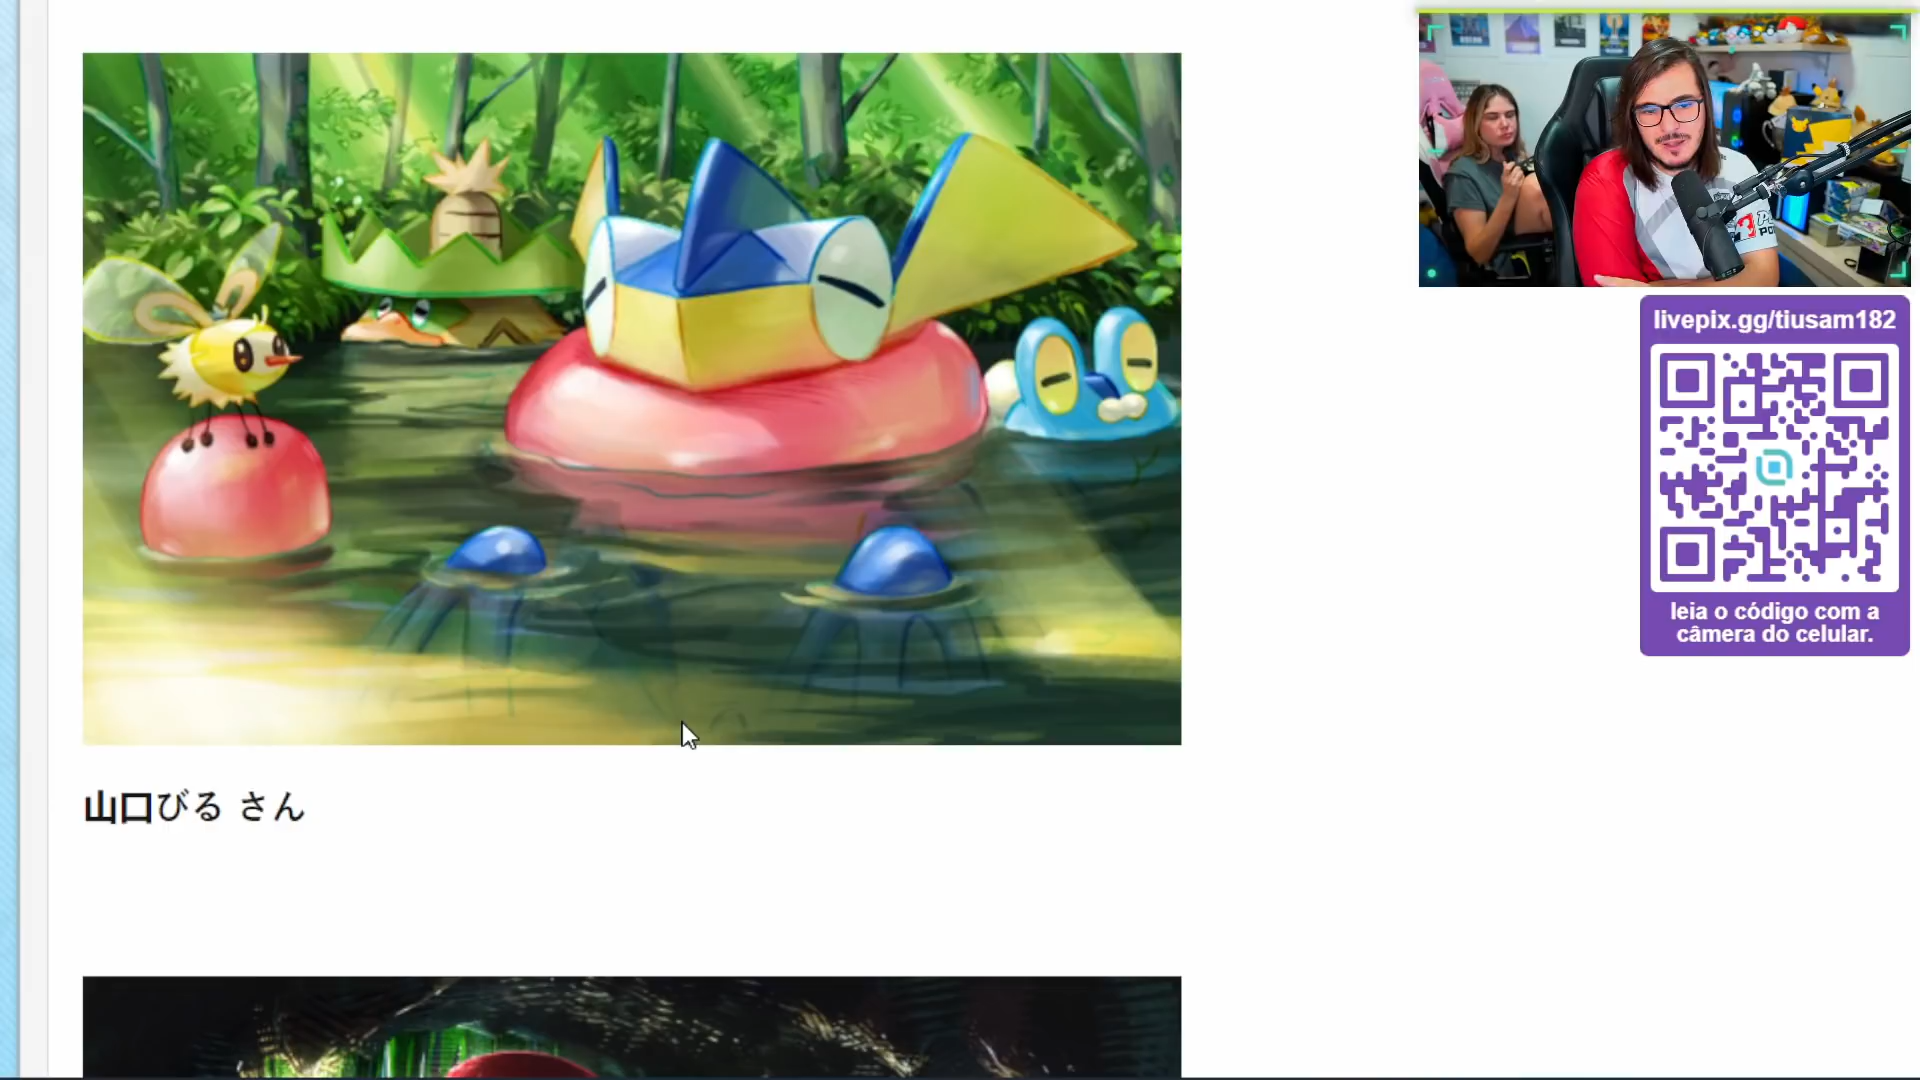 livepix.gg/tiusam182
leia o código com a
câmera do celular.
山口びる さん